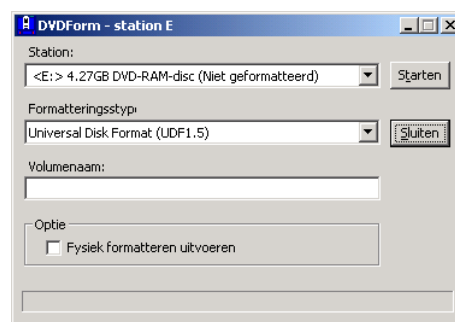 DVDForm - station E
Station:
<E:> 4.27GB DVD-RAM-disc (Niet geformatteerd)
Starten
Formatteringsstyp
Universal Disk Format (UDF1.5)
Sluiten
Volumenaam:
Optie
Fysiek formatteren uitvoeren